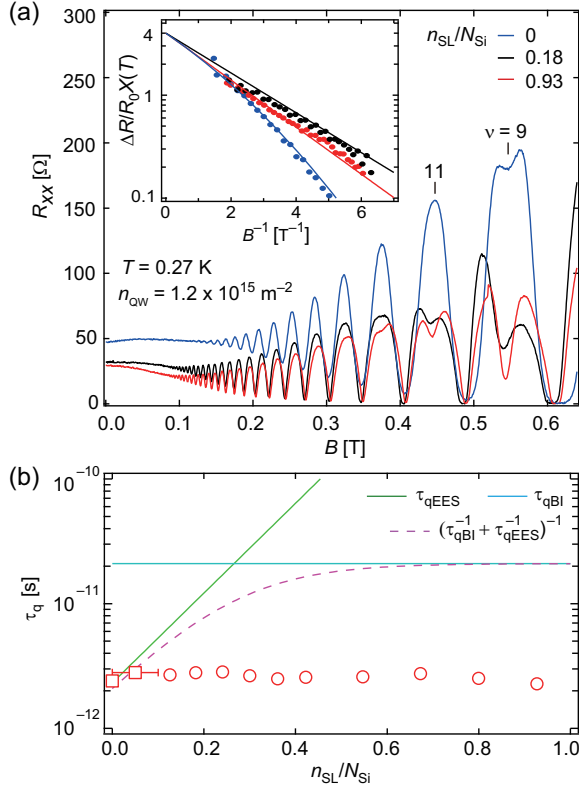 (a)
R_XX [Ω]
350
300
250
200
150
100
50
0
0.0 0.1 0.2 0.3 0.4 0.5 0.6
B [T]
n_SL/N_Si
0
0.18
0.93
ν = 9
11
T = 0.27 K
n_QW = 1.2 x 10^15 m^−2
ΔR/R_0X(T)
4
1
0.1
0 2 4 6
B^−1 [T^−1]
(b)
τ_q [s]
10^−10
10^−11
10^−12
τ_qEES τ_qBI
(τ_qBI^−1 + τ_qEES^−1)^−1
0.0 0.2 0.4 0.6 0.8 1.0
n_SL/N_Si